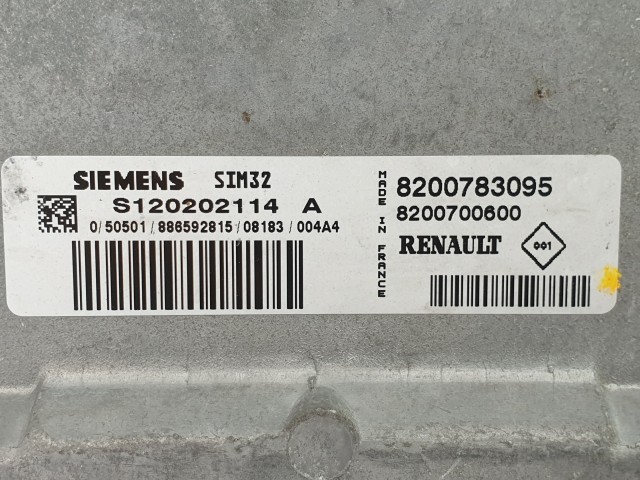 SIEMENS SIM32
S120202114 A
0/50501/886592815/08183/004A4
MADE IN FRANCE
8200783095
8200700600
RENAULT 001